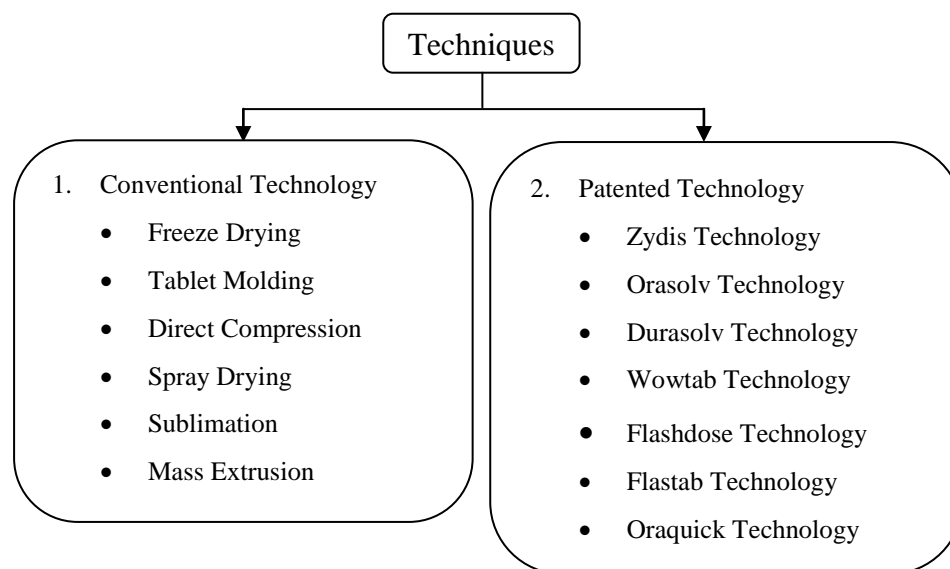 Techniques
1. Conventional Technology
• Freeze Drying
• Tablet Molding
• Direct Compression
• Spray Drying
• Sublimation
• Mass Extrusion
2. Patented Technology
• Zydis Technology
• Orasolv Technology
• Durasolv Technology
• Wowtab Technology
• Flashdose Technology
• Flastab Technology
• Oraquick Technology